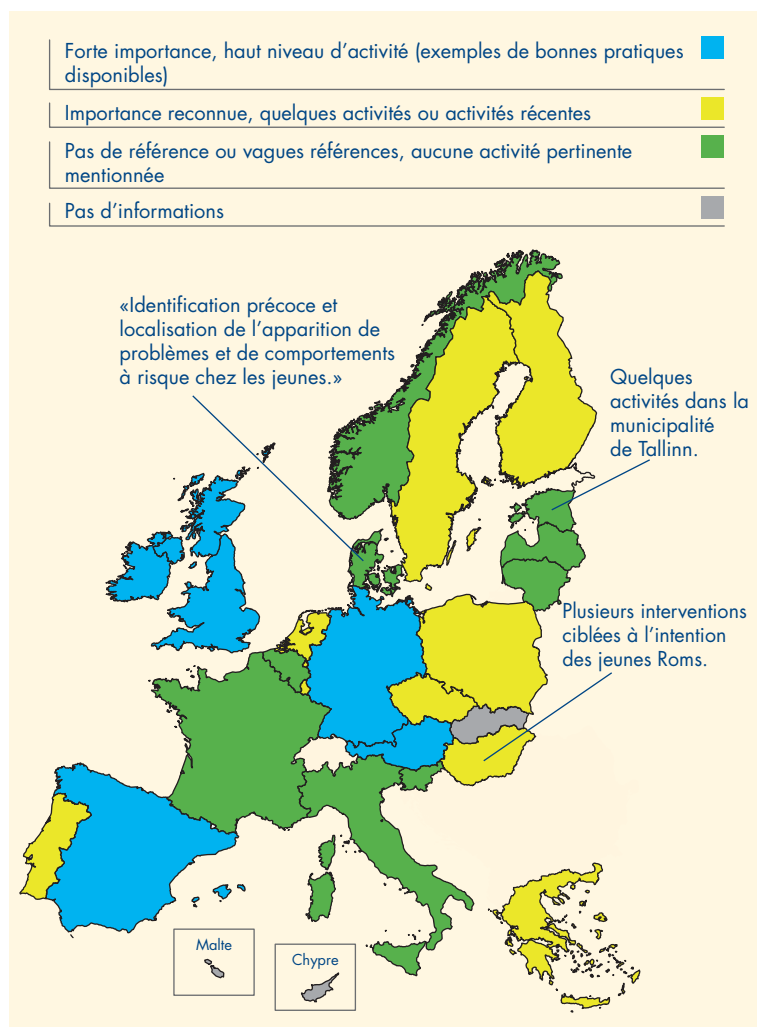 Forte importance, haut niveau d’activité (exemples de bonnes pratiques
disponibles)
Importance reconnue, quelques activités ou activités récentes
Pas de référence ou vagues références, aucune activité pertinente
mentionnée
Pas d’informations
«Identification précoce et
localisation de l’apparition de
problèmes et de comportements
à risque chez les jeunes.»
Quelques
activités dans la
municipalité
de Tallinn.
Plusieurs interventions
ciblées à l’intention
des jeunes Roms.
Malte
Chypre